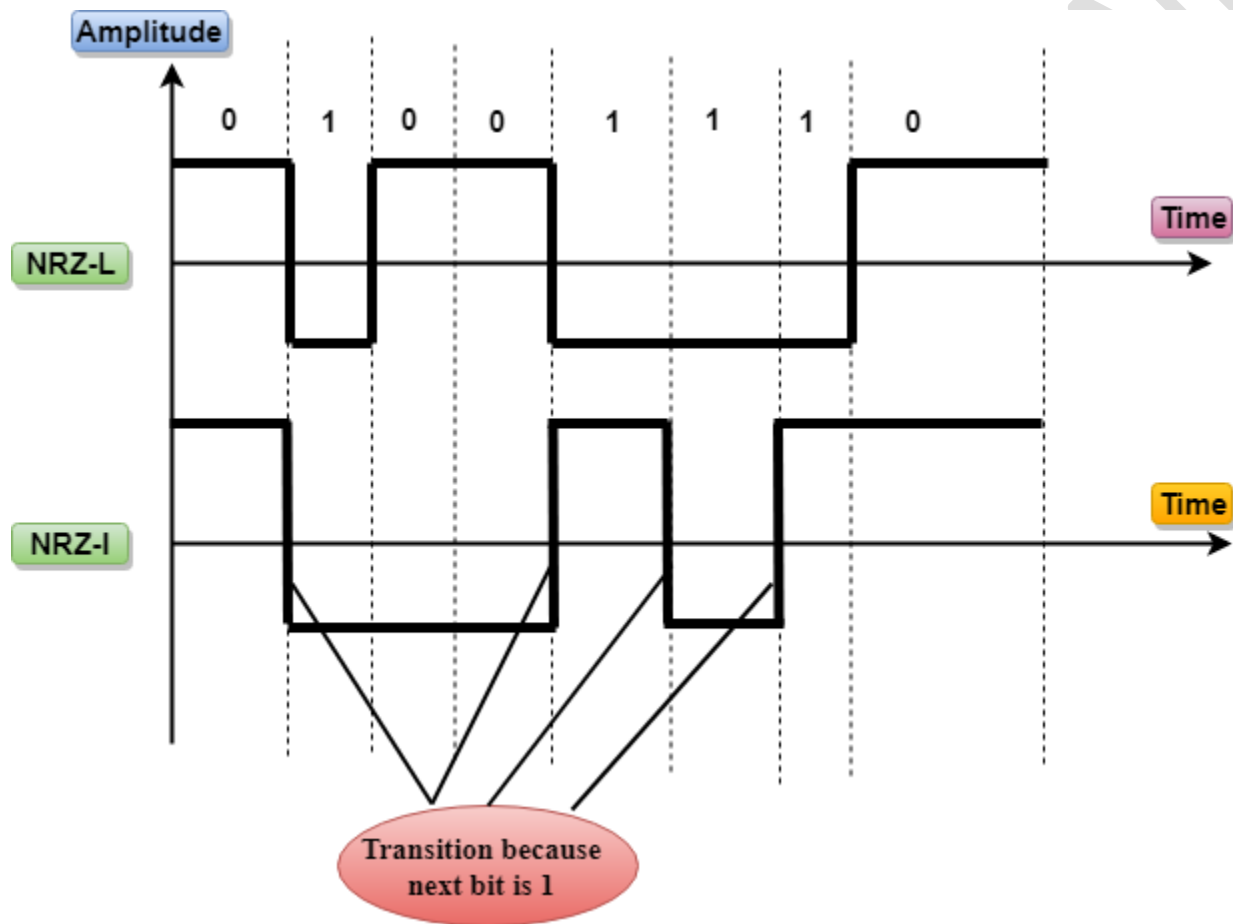 Amplitude
0 1 0 0 1 1 1 0
Time
NRZ-L
Time
NRZ-I
Transition because
next bit is 1